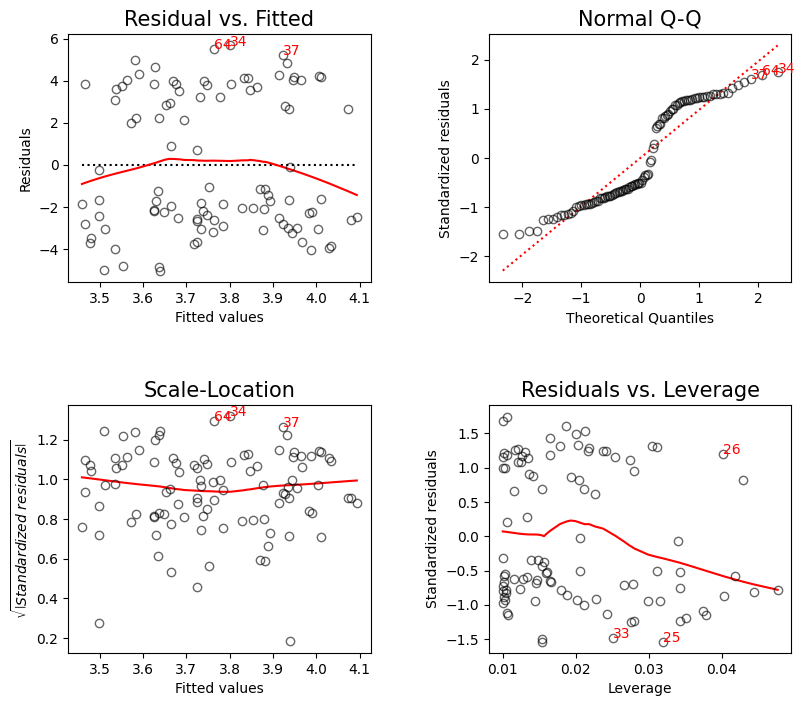 Residual vs. Fitted
Residuals
6
4
2
0
−2
−4
64
34
37
3.5 3.6 3.7 3.8 3.9 4.0 4.1
Fitted values
Normal Q-Q
Standardized residuals
2
1
0
−1
−2
37
64
34
−2 −1 0 1 2
Theoretical Quantiles
Scale-Location
√|Standardized residuals|
1.2
1.0
0.8
0.6
0.4
0.2
64
34
37
3.5 3.6 3.7 3.8 3.9 4.0 4.1
Fitted values
Residuals vs. Leverage
Standardized residuals
1.5
1.0
0.5
0.0
−0.5
−1.0
−1.5
26
33
25
0.01 0.02 0.03 0.04
Leverage